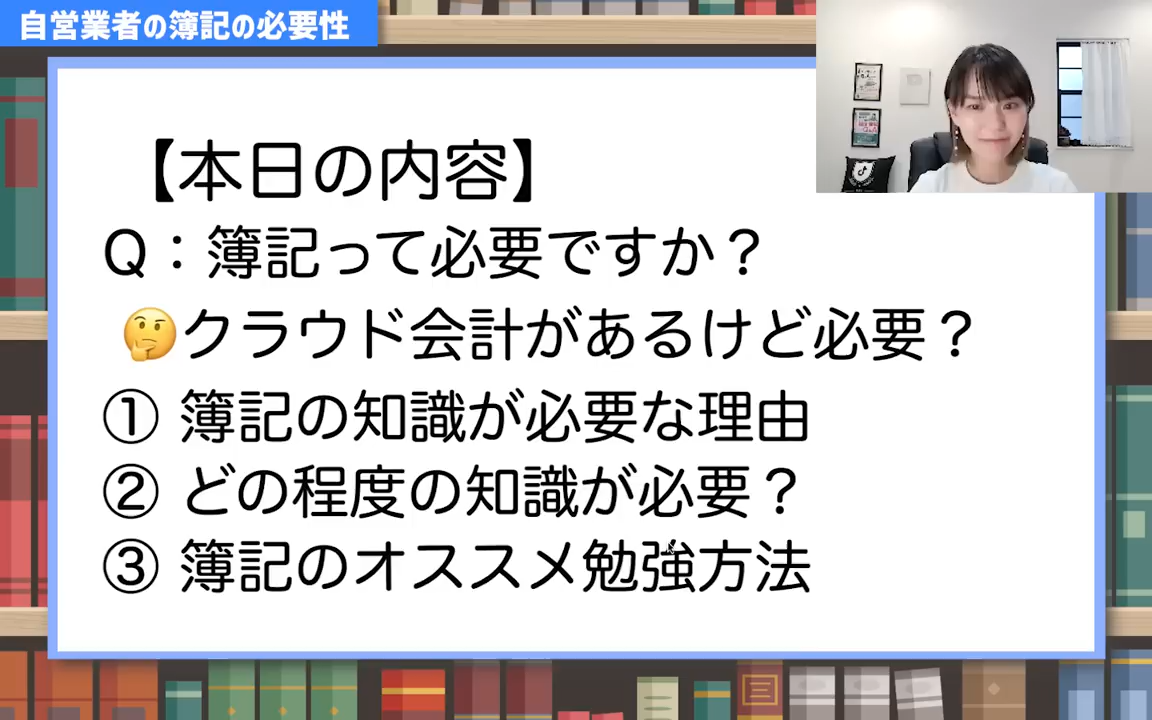 自営業者の簿記の必要性
【本日の内容】
Q：簿記って必要ですか？
🤔クラウド会計があるけど必要？
① 簿記の知識が必要な理由
② どの程度の知識が必要？
③ 簿記のオススメ勉強方法